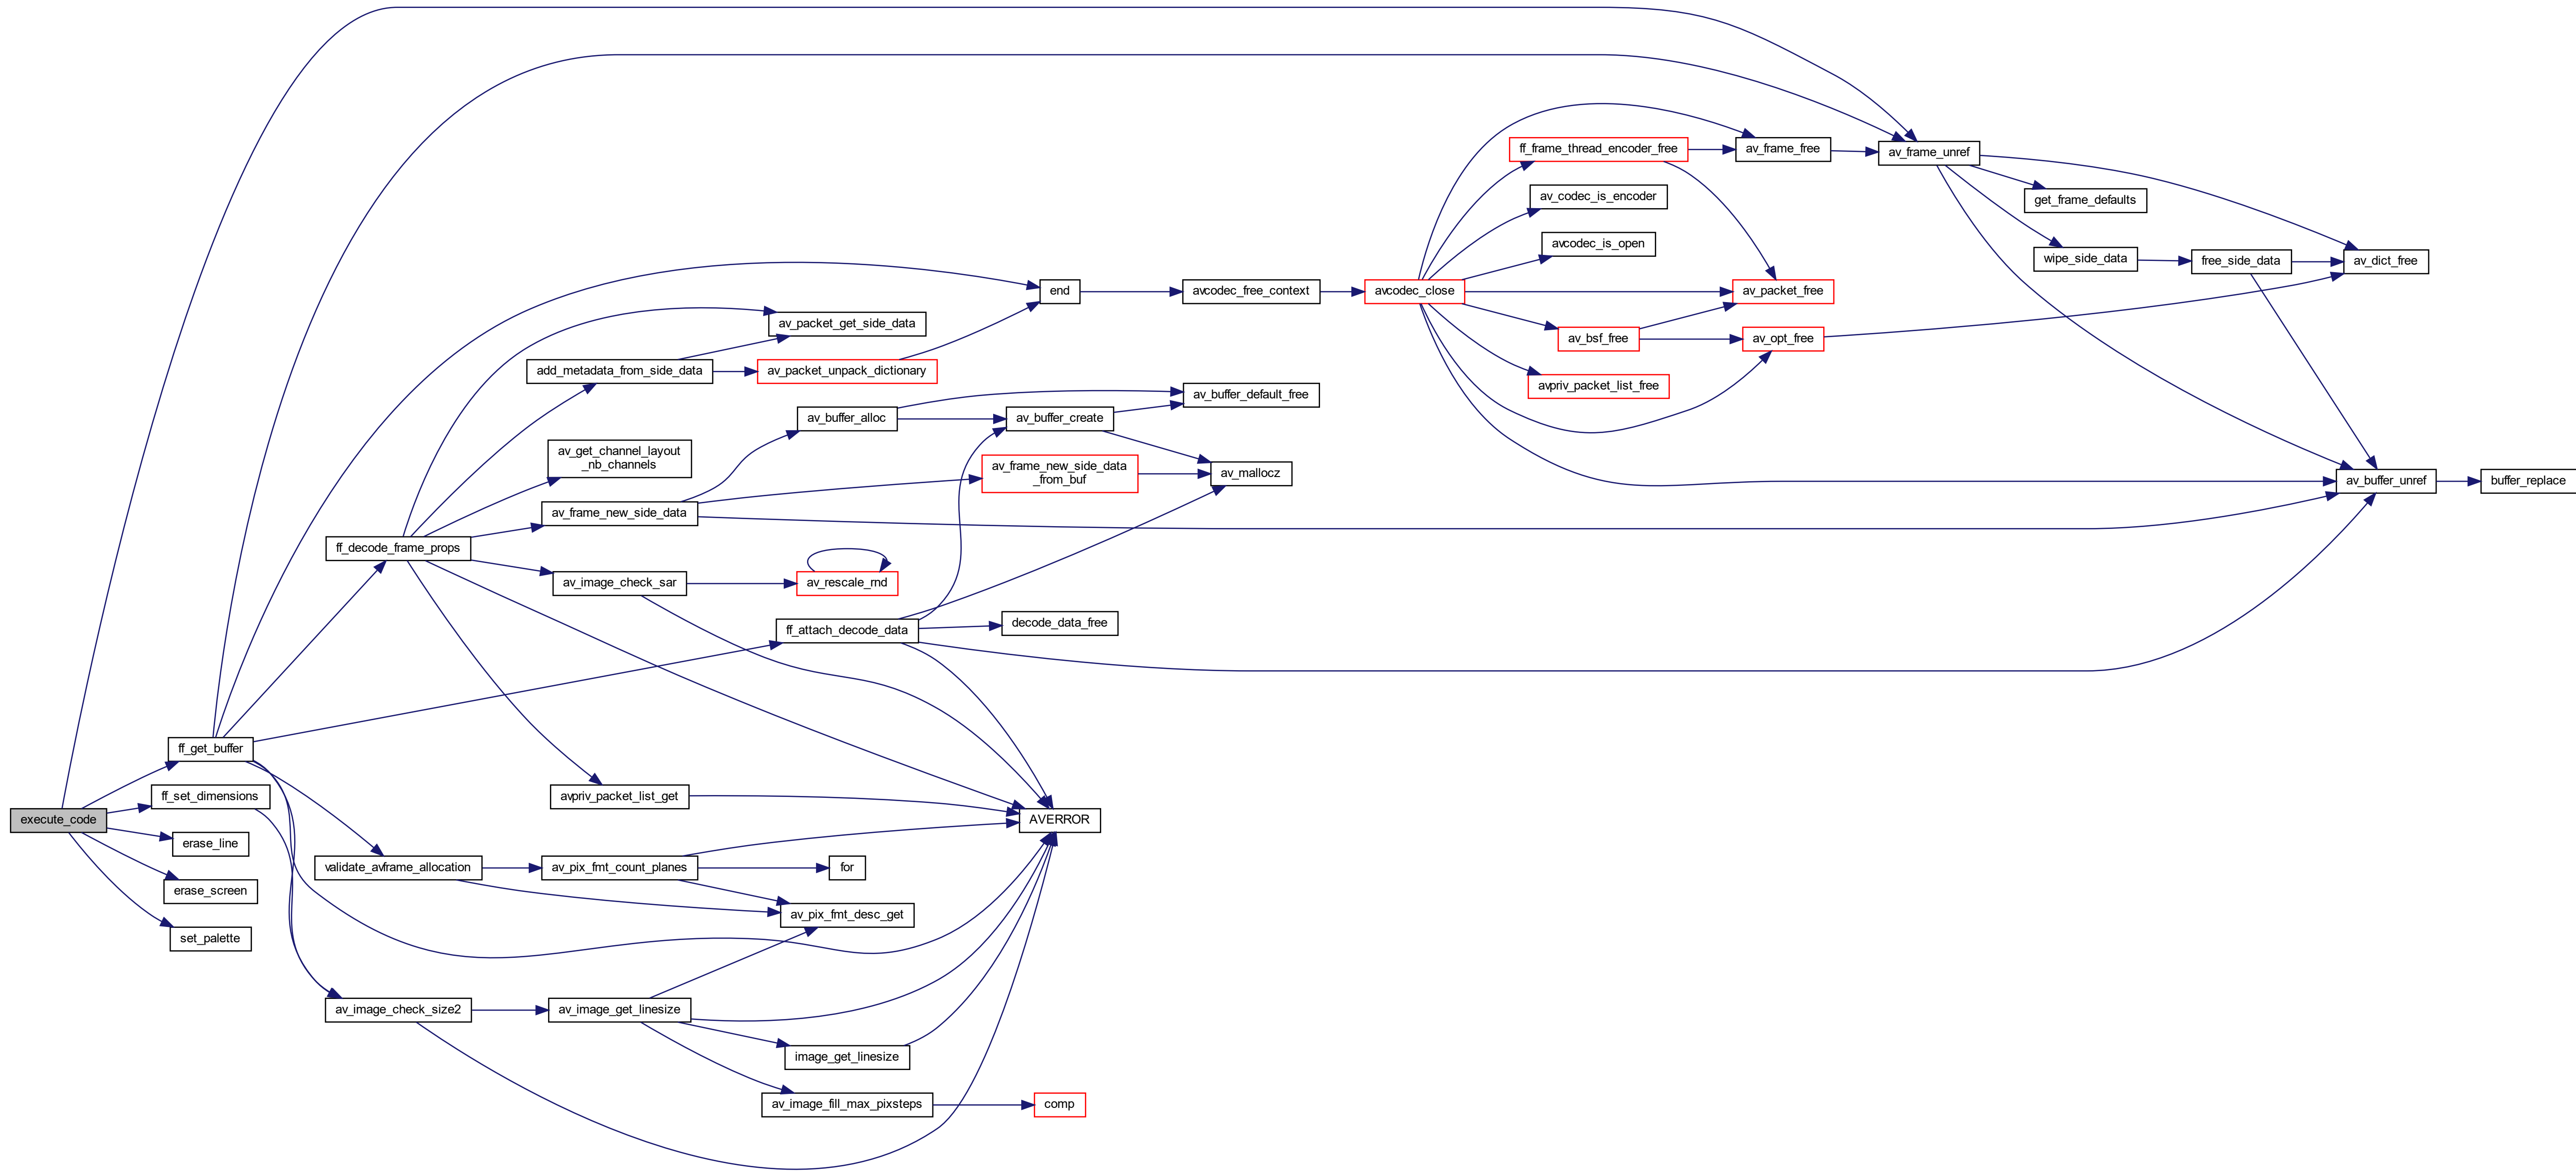 execute_code
ff_get_buffer
ff_set_dimensions
erase_line
erase_screen
set_palette
ff_decode_frame_props
validate_avframe_allocation
av_image_check_size2
add_metadata_from_side_data
av_get_channel_layout
_nb_channels
av_frame_new_side_data
av_image_check_sar
avpriv_packet_list_get
av_pix_fmt_count_planes
av_image_get_linesize
av_packet_get_side_data
av_packet_unpack_dictionary
av_buffer_alloc
av_rescale_rnd
ff_attach_decode_data
for
av_pix_fmt_desc_get
image_get_linesize
av_image_fill_max_pixsteps
end
av_buffer_create
av_frame_new_side_data
_from_buf
decode_data_free
AVERROR
comp
avcodec_free_context
av_buffer_default_free
av_mallocz
avcodec_close
ff_frame_thread_encoder_free
av_codec_is_encoder
avcodec_is_open
av_bsf_free
avpriv_packet_list_free
av_frame_free
av_packet_free
av_opt_free
av_frame_unref
get_frame_defaults
wipe_side_data
free_side_data
av_dict_free
av_buffer_unref
buffer_replace